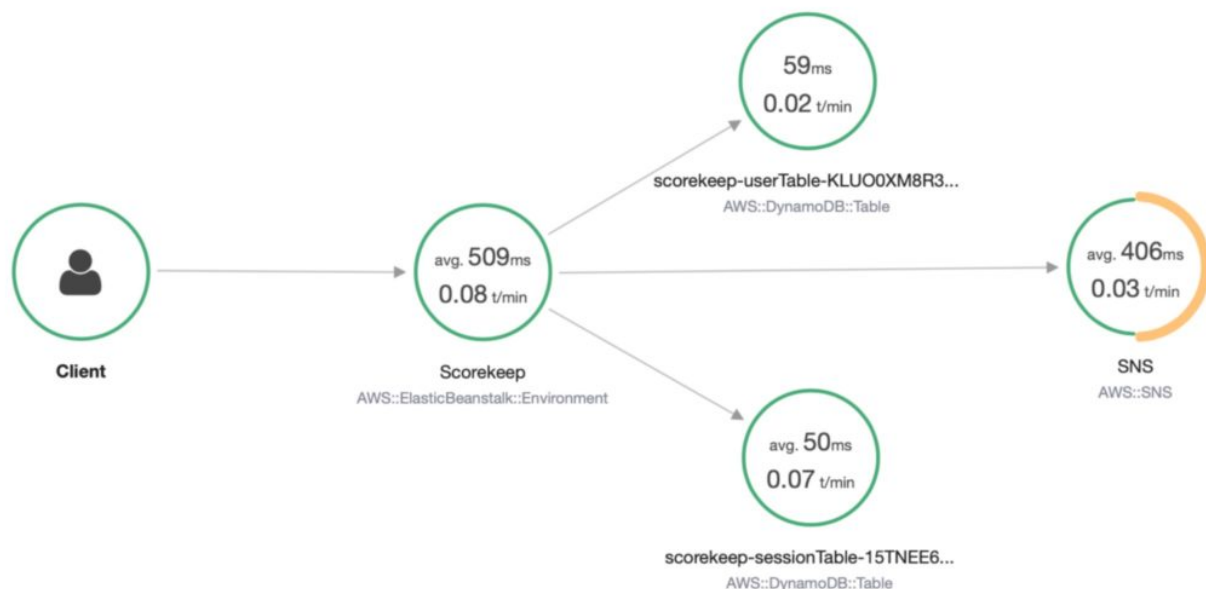 59ms
0.02 t/min
scorekeep-userTable-KLUO0XM8R3...
AWS::DynamoDB::Table
Client
avg. 509ms
0.08 t/min
Scorekeep
AWS::ElasticBeanstalk::Environment
avg. 406ms
0.03 t/min
SNS
AWS::SNS
avg. 50ms
0.07 t/min
scorekeep-sessionTable-15TNEE6...
AWS::DynamoDB::Table